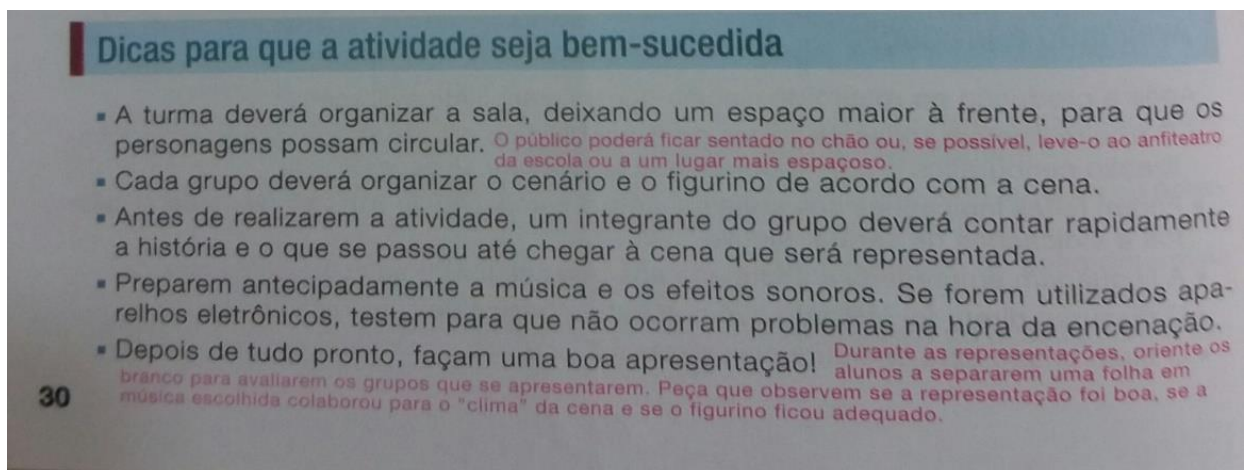 Dicas para que a atividade seja bem-sucedida
▪ A turma deverá organizar a sala, deixando um espaço maior à frente, para que os
personagens possam circular. O público poderá ficar sentado no chão ou, se possível, leve-o ao anfiteatro
da escola ou a um lugar mais espaçoso.
▪ Cada grupo deverá organizar o cenário e o figurino de acordo com a cena.
▪ Antes de realizarem a atividade, um integrante do grupo deverá contar rapidamente
a história e o que se passou até chegar à cena que será representada.
▪ Preparem antecipadamente a música e os efeitos sonoros. Se forem utilizados apa-
relhos eletrônicos, testem para que não ocorram problemas na hora da encenação.
▪ Depois de tudo pronto, façam uma boa apresentação! Durante as representações, oriente os
alunos a separarem uma folha em
branco para avaliarem os grupos que se apresentarem. Peça que observem se a representação foi boa, se a
música escolhida colaborou para o "clima" da cena e se o figurino ficou adequado.
30